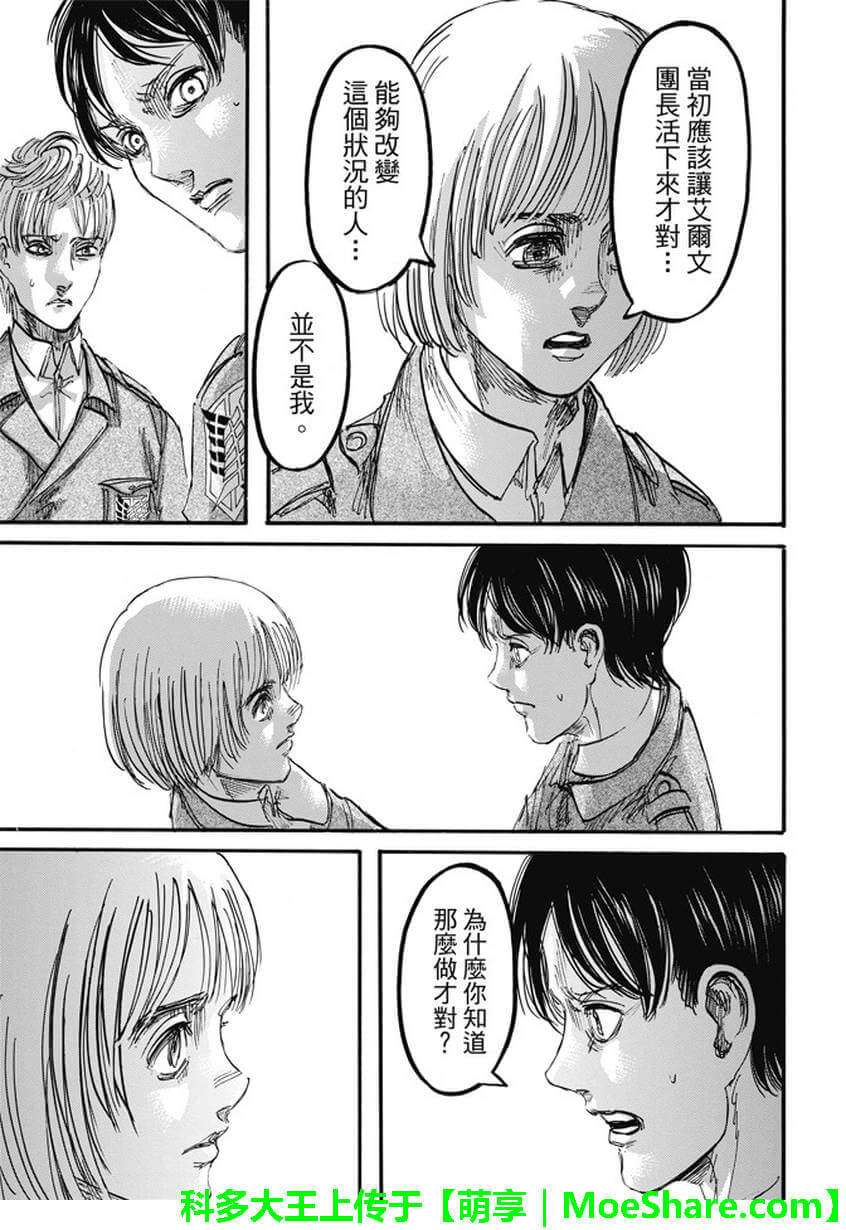 當初應該讓艾爾文
團長活下來才對…
能夠改變
這個狀況的人…
並不是我。
為什麼你知道
那麼做才對?
科多大王上传于【萌享｜MoeShare.com】